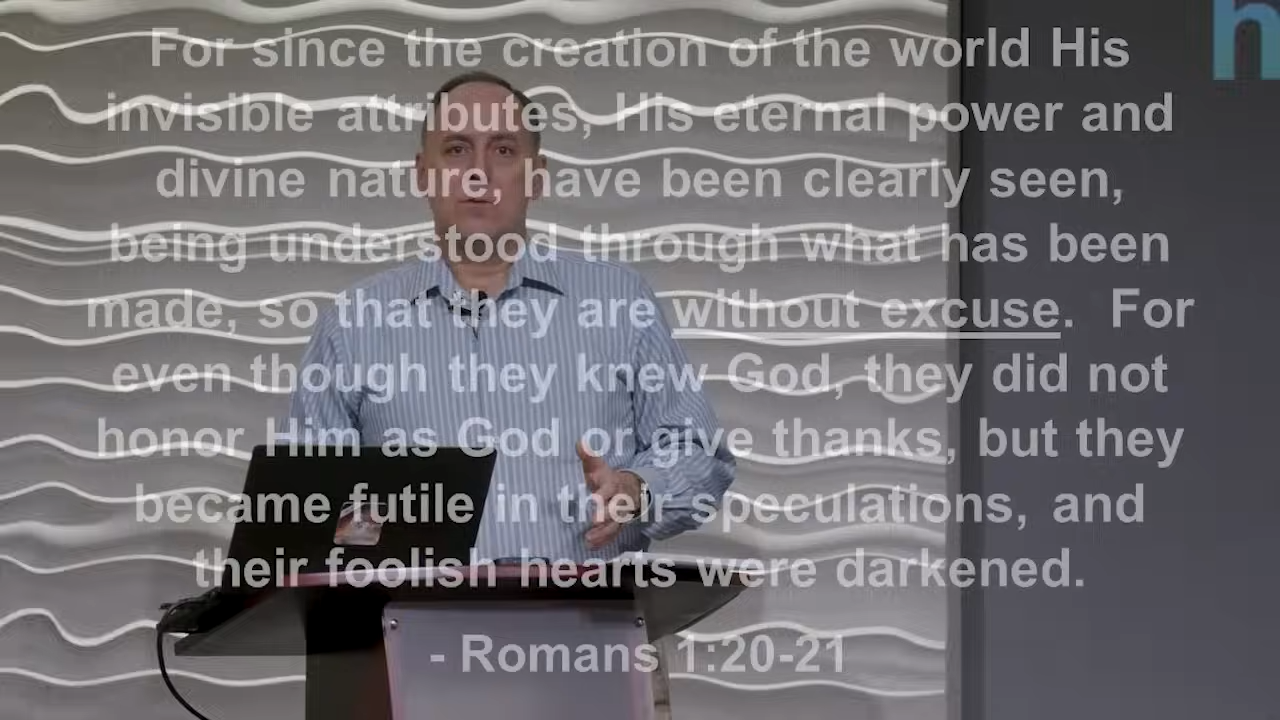 For since the creation of the world His
invisible attributes, His eternal power and
divine nature, have been clearly seen,
being understood through what has been
made, so that they are without excuse. For
even though they knew God, they did not
honor Him as God or give thanks, but they
became futile in their speculations, and
their foolish hearts were darkened.
- Romans 1:20-21
h